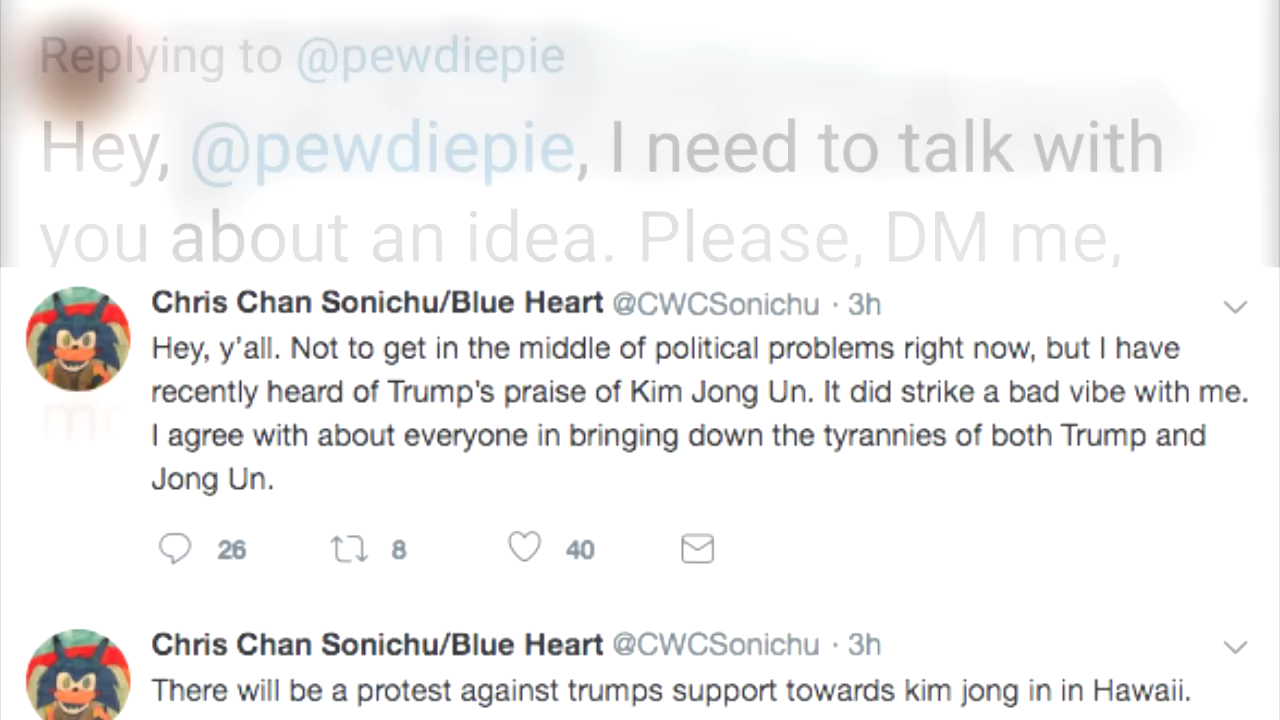 Replying to @pewdiepie
Hey, @pewdiepie, I need to talk with
you about an idea. Please, DM me,
Chris Chan Sonichu/Blue Heart @CWCSonichu · 3h
Hey, y'all. Not to get in the middle of political problems right now, but I have
recently heard of Trump's praise of Kim Jong Un. It did strike a bad vibe with me.
I agree with about everyone in bringing down the tyrannies of both Trump and
Jong Un.
26 8 40
Chris Chan Sonichu/Blue Heart @CWCSonichu · 3h
There will be a protest against trumps support towards kim jong in in Hawaii.